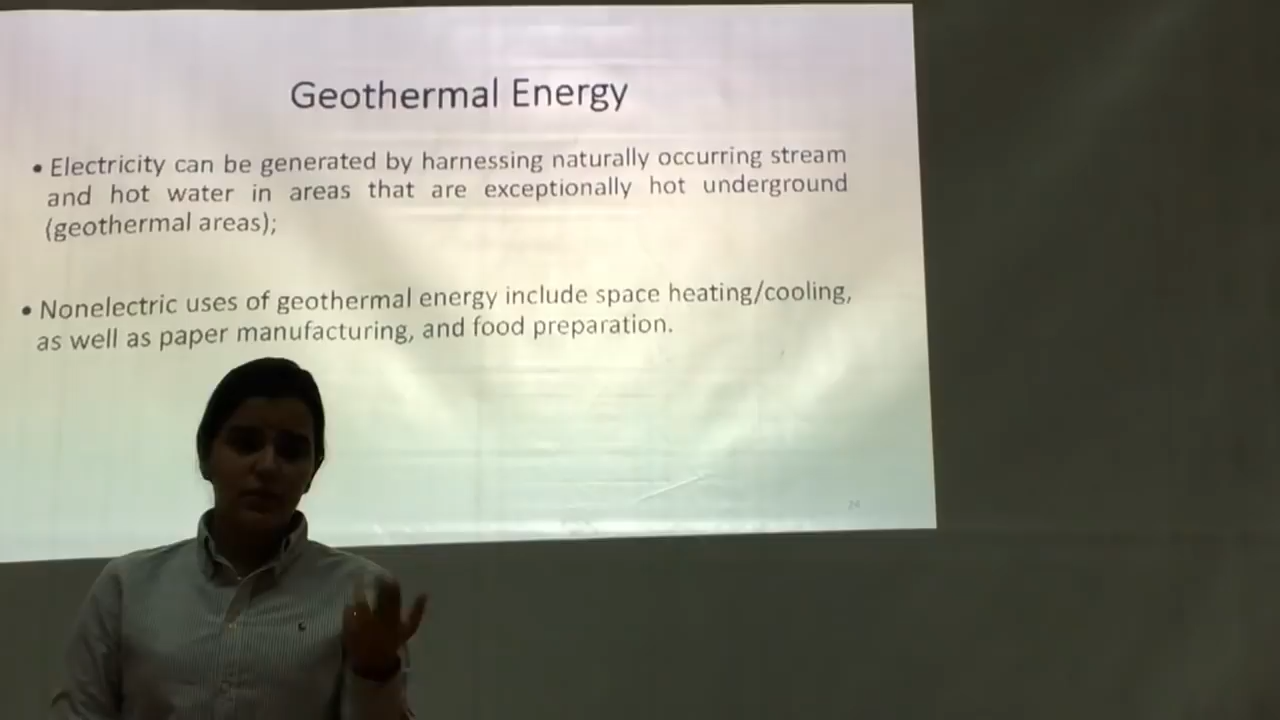 Geothermal Energy
• Electricity can be generated by harnessing naturally occurring stream
and hot water in areas that are exceptionally hot underground
(geothermal areas);
• Nonelectric uses of geothermal energy include space heating/cooling,
as well as paper manufacturing, and food preparation.
24